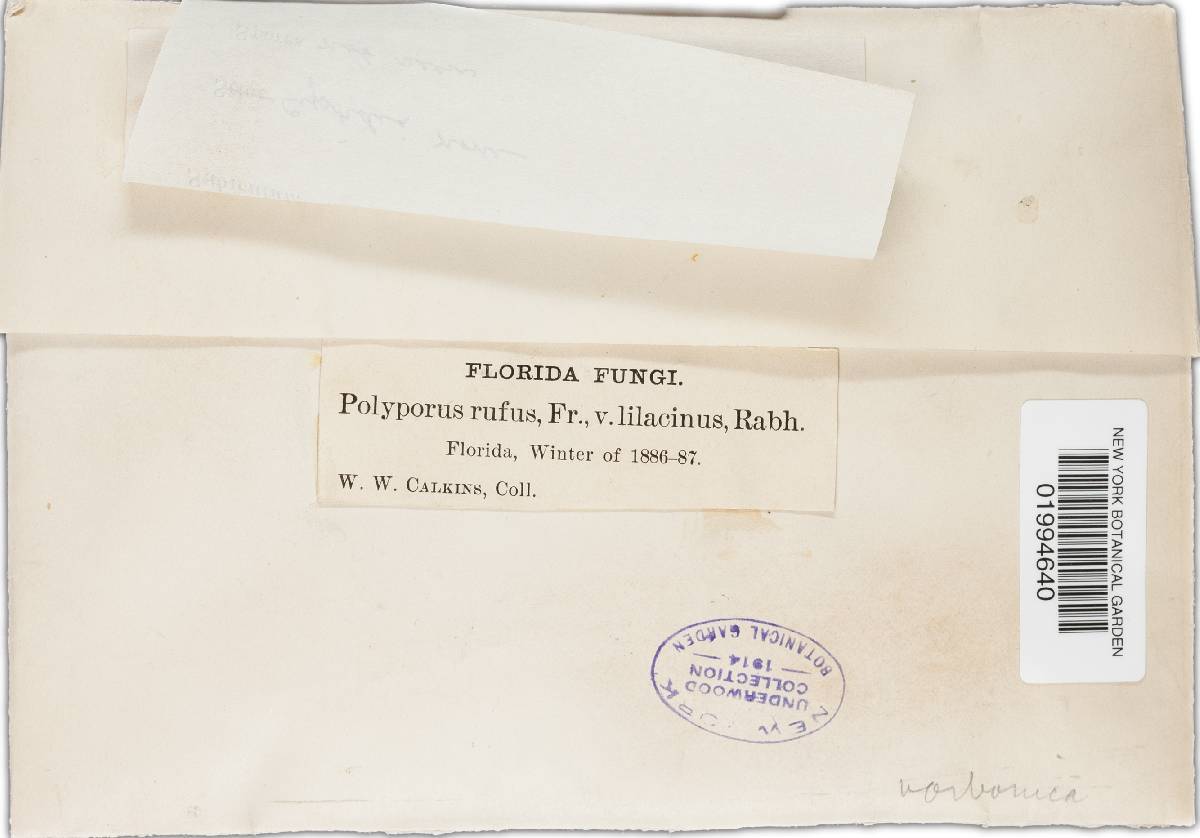 FLORIDA FUNGI.
Polyporus rufus, Fr., v. lilacinus, Rabh.
Florida, Winter of 1886–87.
W. W. CALKINS, Coll.
NEW YORK BOTANICAL GARDEN
01994640
NEW YORK
UNDERWOOD
COLLECTION
— 1914 —
BOTANICAL GARDEN